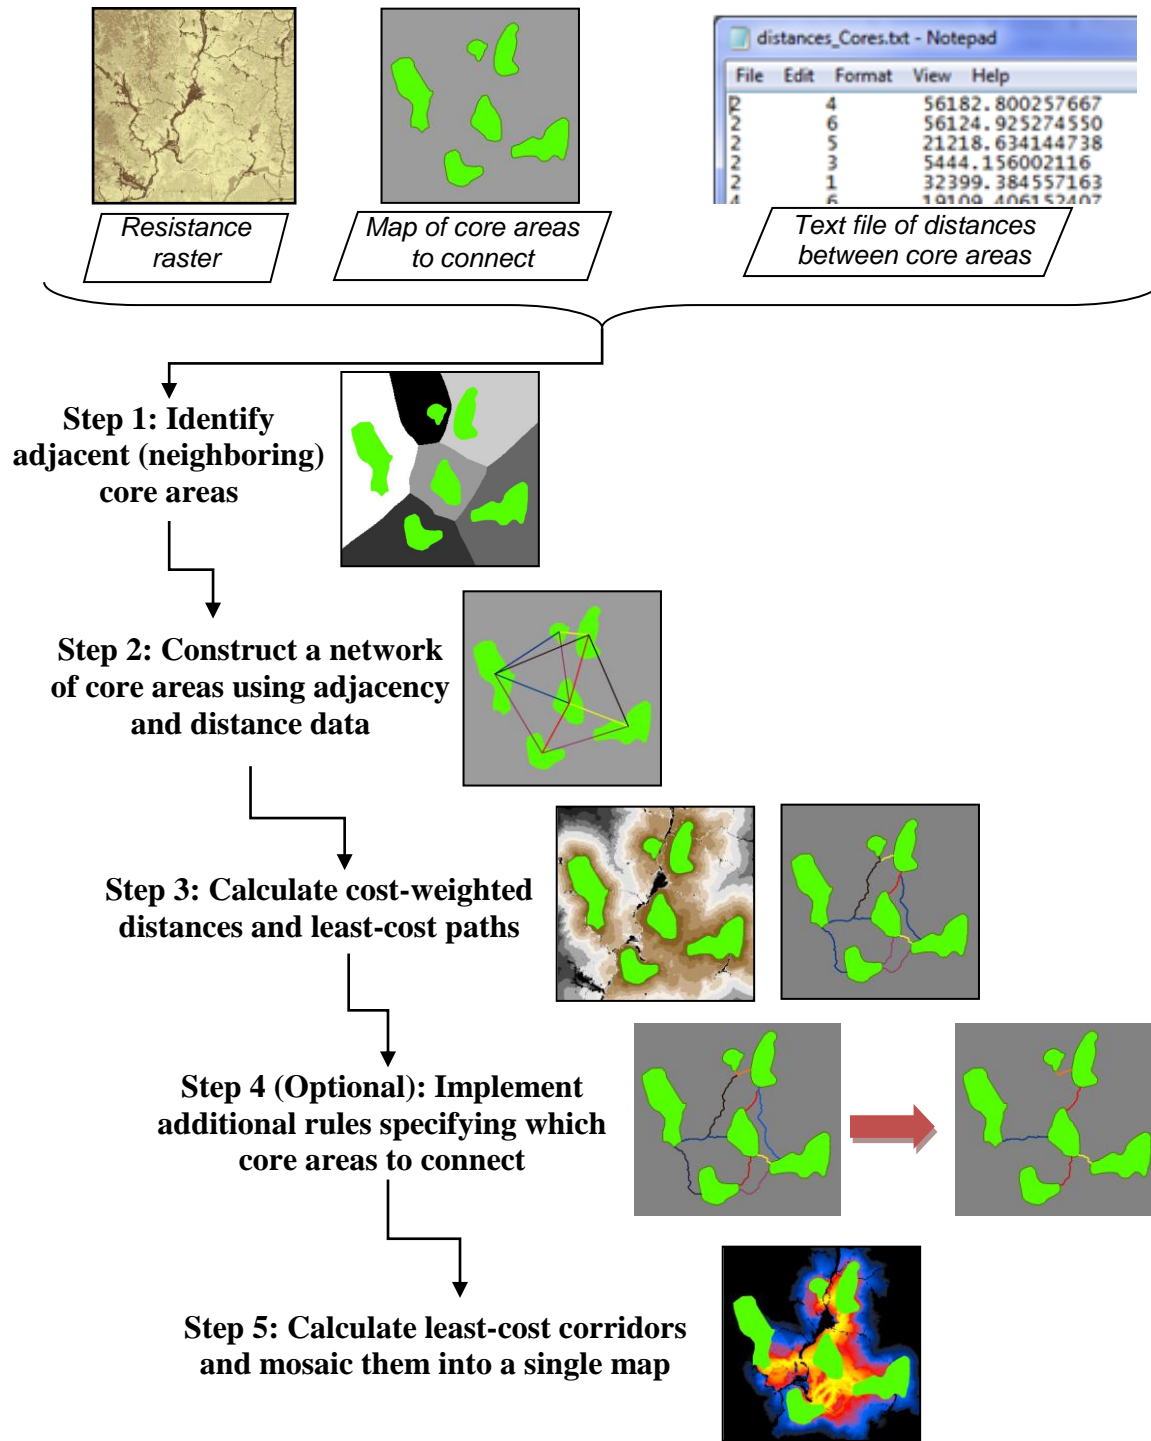 distances_Cores.txt - Notepad
File Edit Format View Help
2 4 56182.800257667
2 6 56124.925274550
2 5 21218.634144738
2 3 5444.156002116
2 1 32399.384557163
4 6 19109.406152407
Resistance
raster
Map of core areas
to connect
Text file of distances
between core areas
Step 1: Identify
adjacent (neighboring)
core areas
Step 2: Construct a network
of core areas using adjacency
and distance data
Step 3: Calculate cost-weighted
distances and least-cost paths
Step 4 (Optional): Implement
additional rules specifying which
core areas to connect
Step 5: Calculate least-cost corridors
and mosaic them into a single map